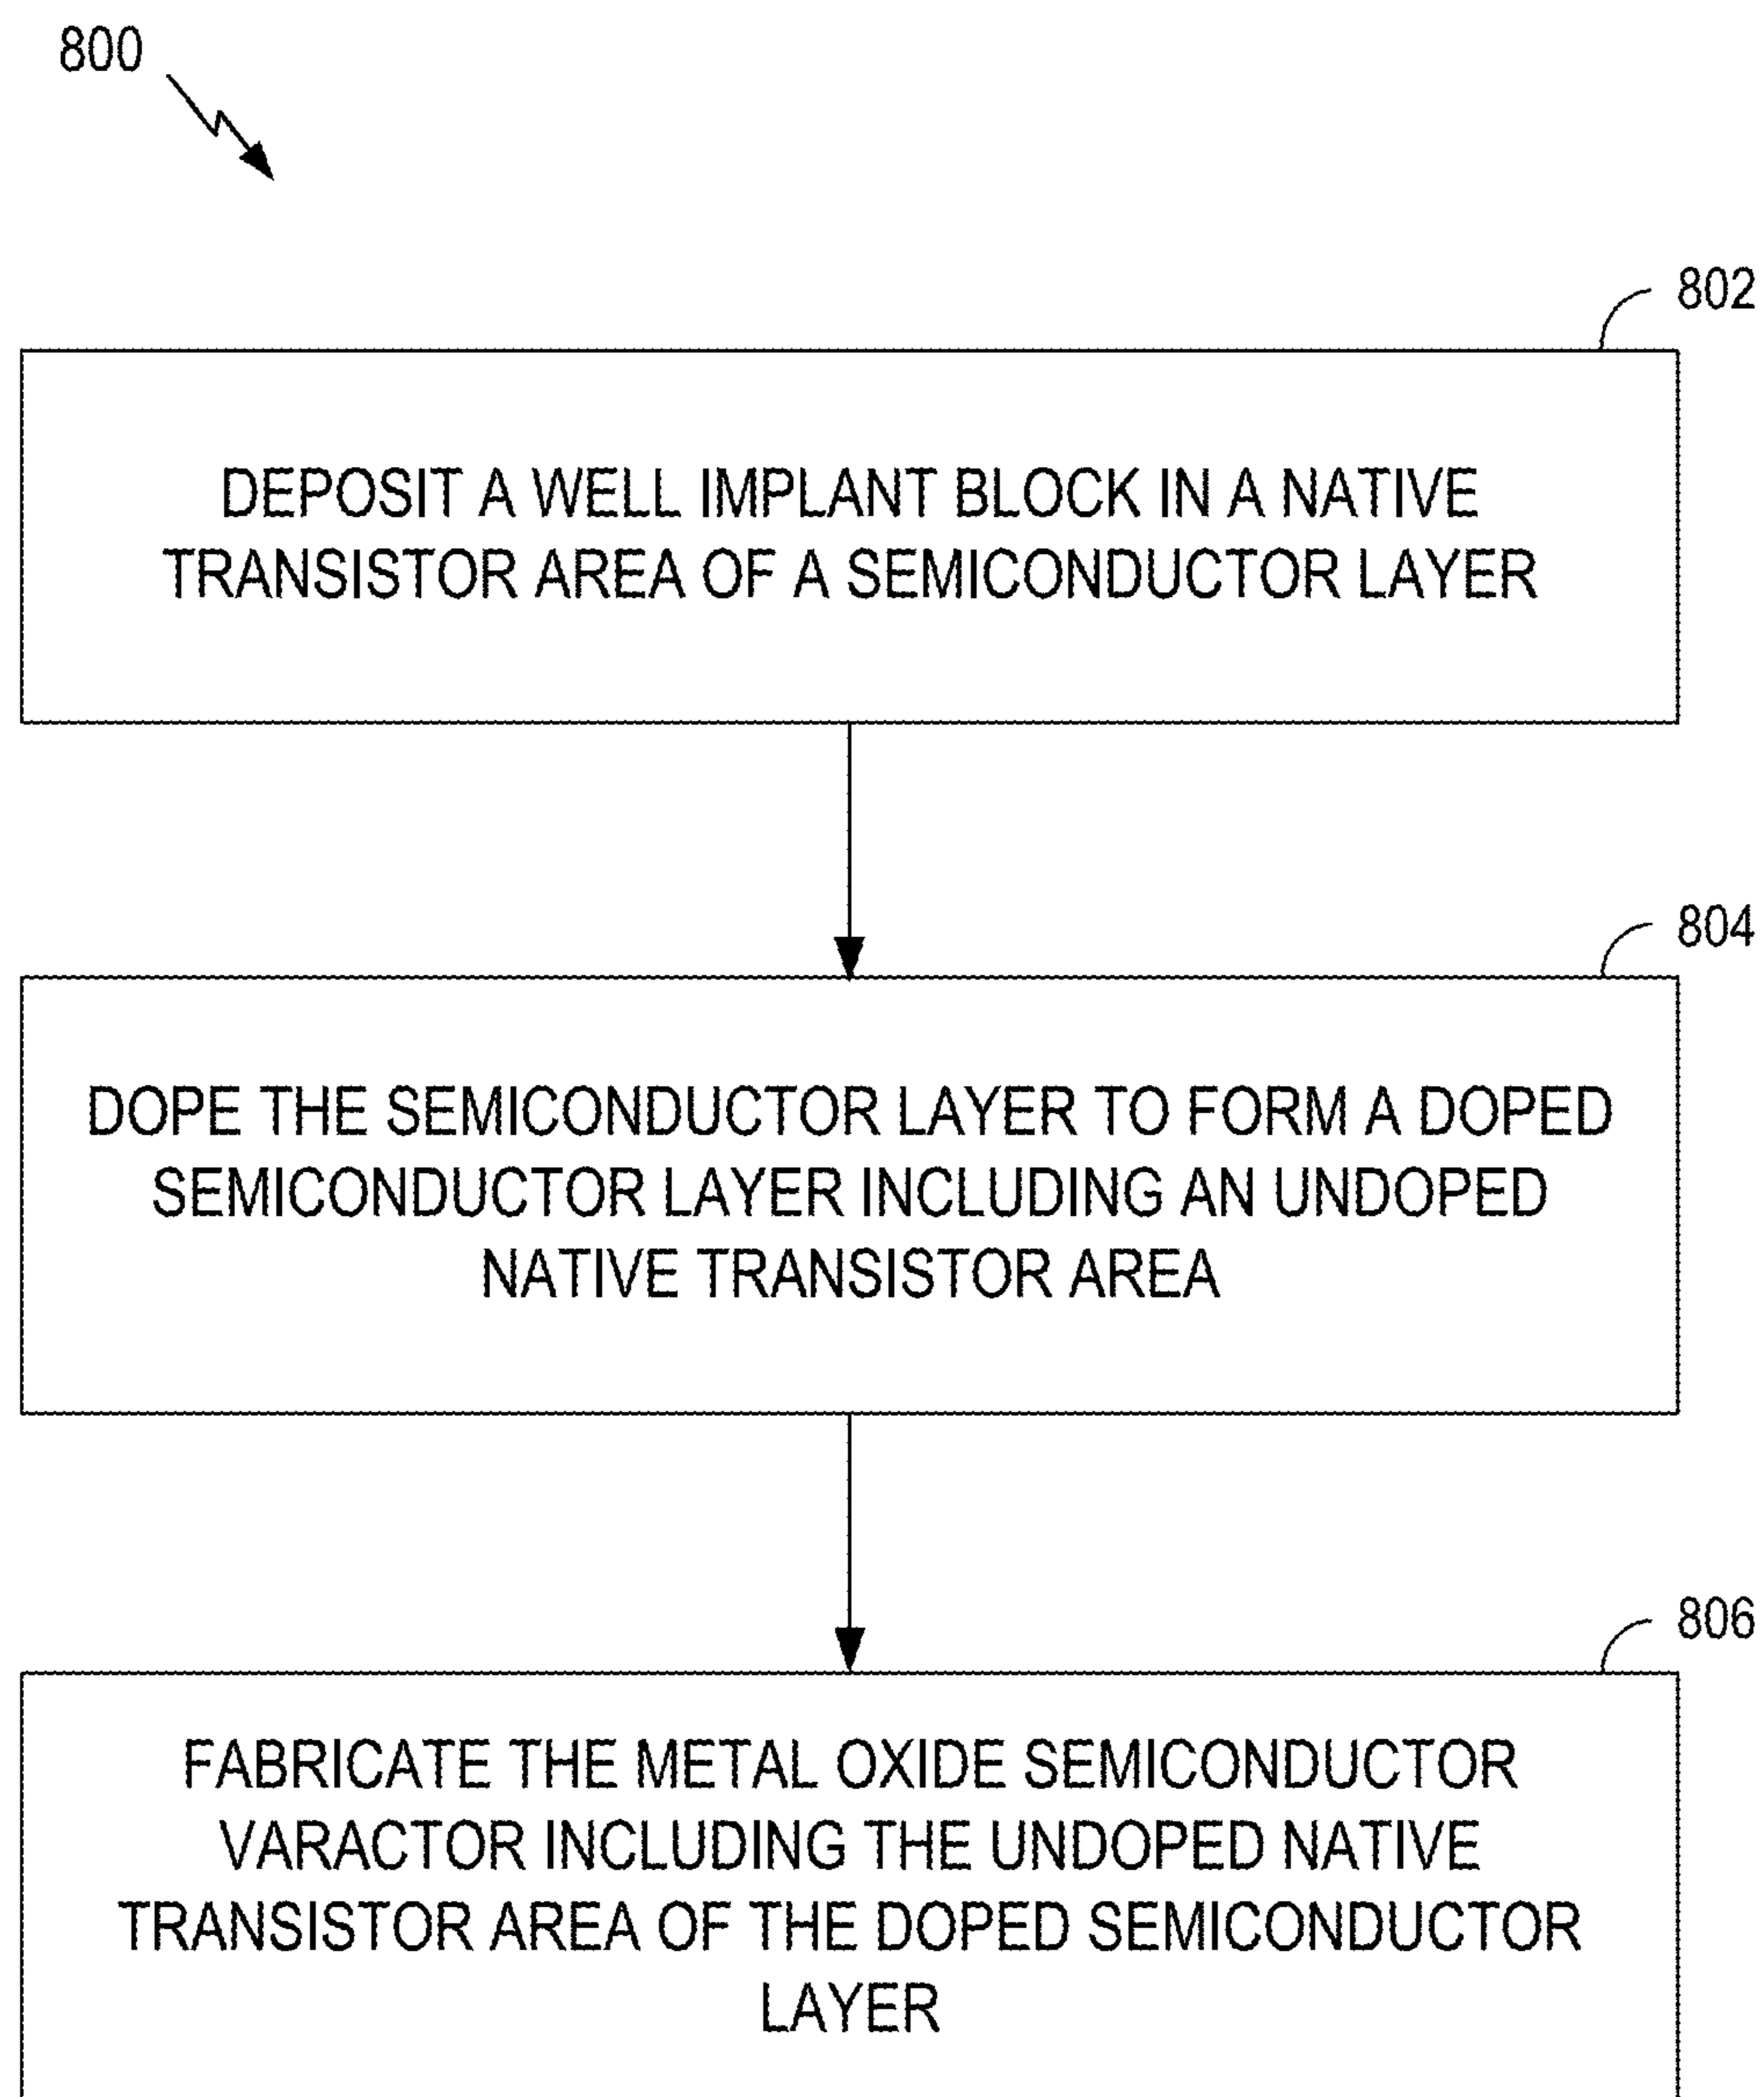 800
802
DEPOSIT A WELL IMPLANT BLOCK IN A NATIVE
TRANSISTOR AREA OF A SEMICONDUCTOR LAYER
804
DOPE THE SEMICONDUCTOR LAYER TO FORM A DOPED
SEMICONDUCTOR LAYER INCLUDING AN UNDOPED
NATIVE TRANSISTOR AREA
806
FABRICATE THE METAL OXIDE SEMICONDUCTOR
VARACTOR INCLUDING THE UNDOPED NATIVE
TRANSISTOR AREA OF THE DOPED SEMICONDUCTOR
LAYER